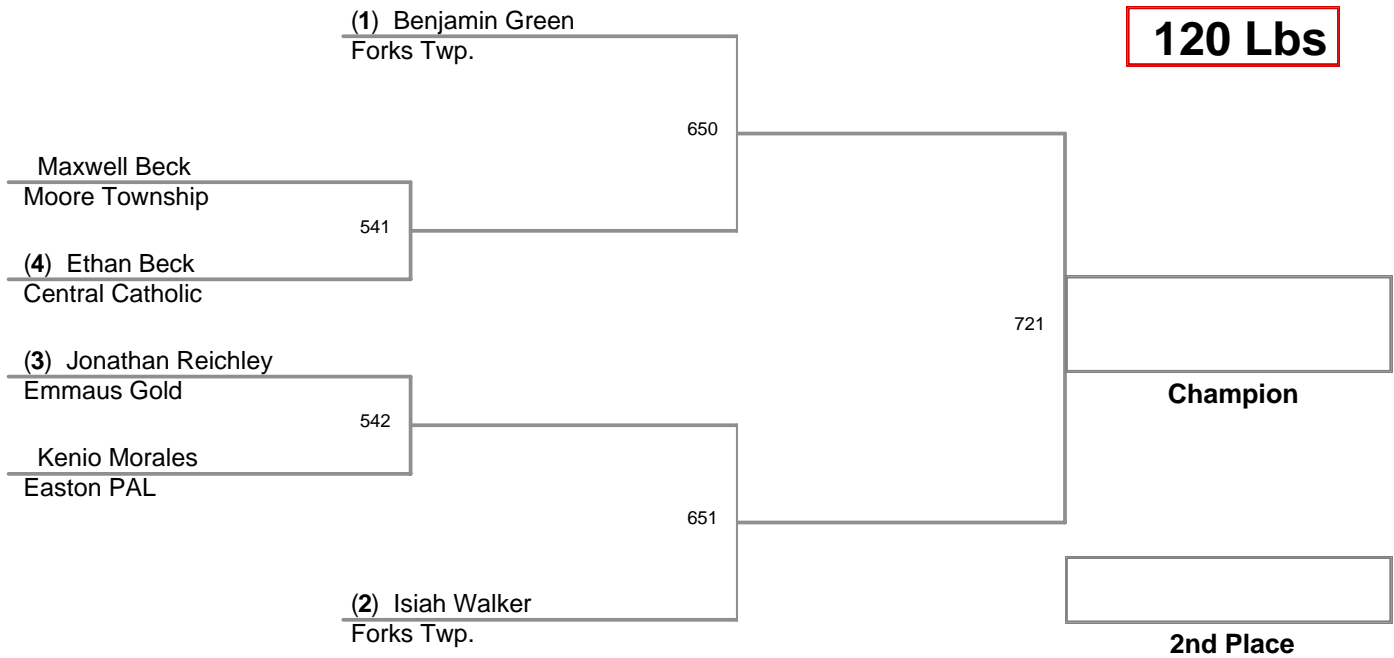 (1) Benjamin Green
Forks Twp.
120 Lbs
650
Maxwell Beck
Moore Township
541
(4) Ethan Beck
Central Catholic
721
(3) Jonathan Reichley
Emmaus Gold
Champion
542
Kenio Morales
Easton PAL
651
(2) Isiah Walker
Forks Twp.
2nd Place